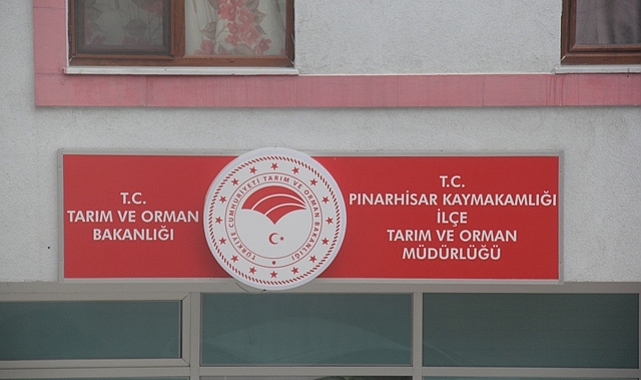 T.C.
TARIM VE ORMAN
BAKANLIĞI
TÜRKİYE CUMHURİYETİ TARIM VE ORMAN BAKANLIĞI
T.C.
PINARHİSAR KAYMAKAMLIĞI
İLÇE
TARIM VE ORMAN
MÜDÜRLÜĞÜ